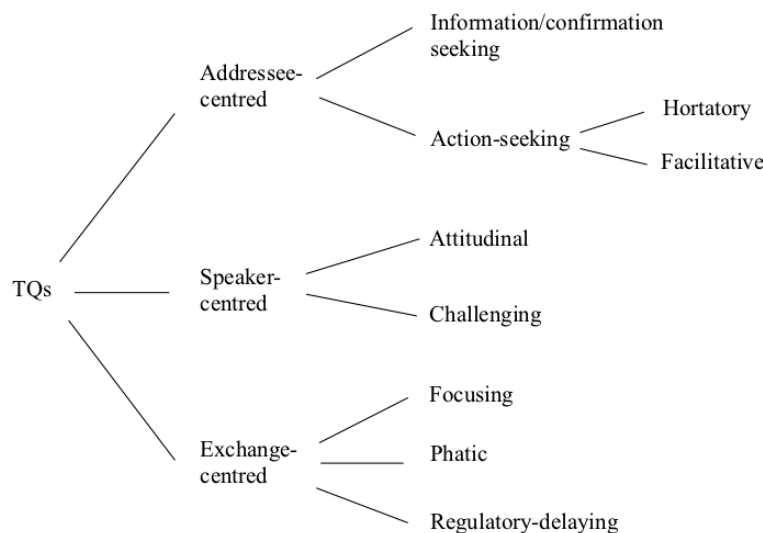 Information/confirmation
seeking
Addressee-
centred
Hortatory
Action-seeking
Facilitative
Attitudinal
Speaker-
centred
TQs
Challenging
Focusing
Exchange-
centred
Phatic
Regulatory-delaying